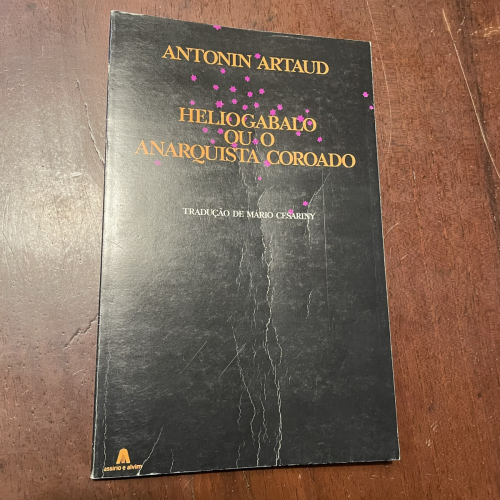 ANTONIN ARTAUD
HELIOGABALO
OU O
ANARQUISTA COROADO
TRADUÇÃO DE MÁRIO CESARINY
assírio e alvim